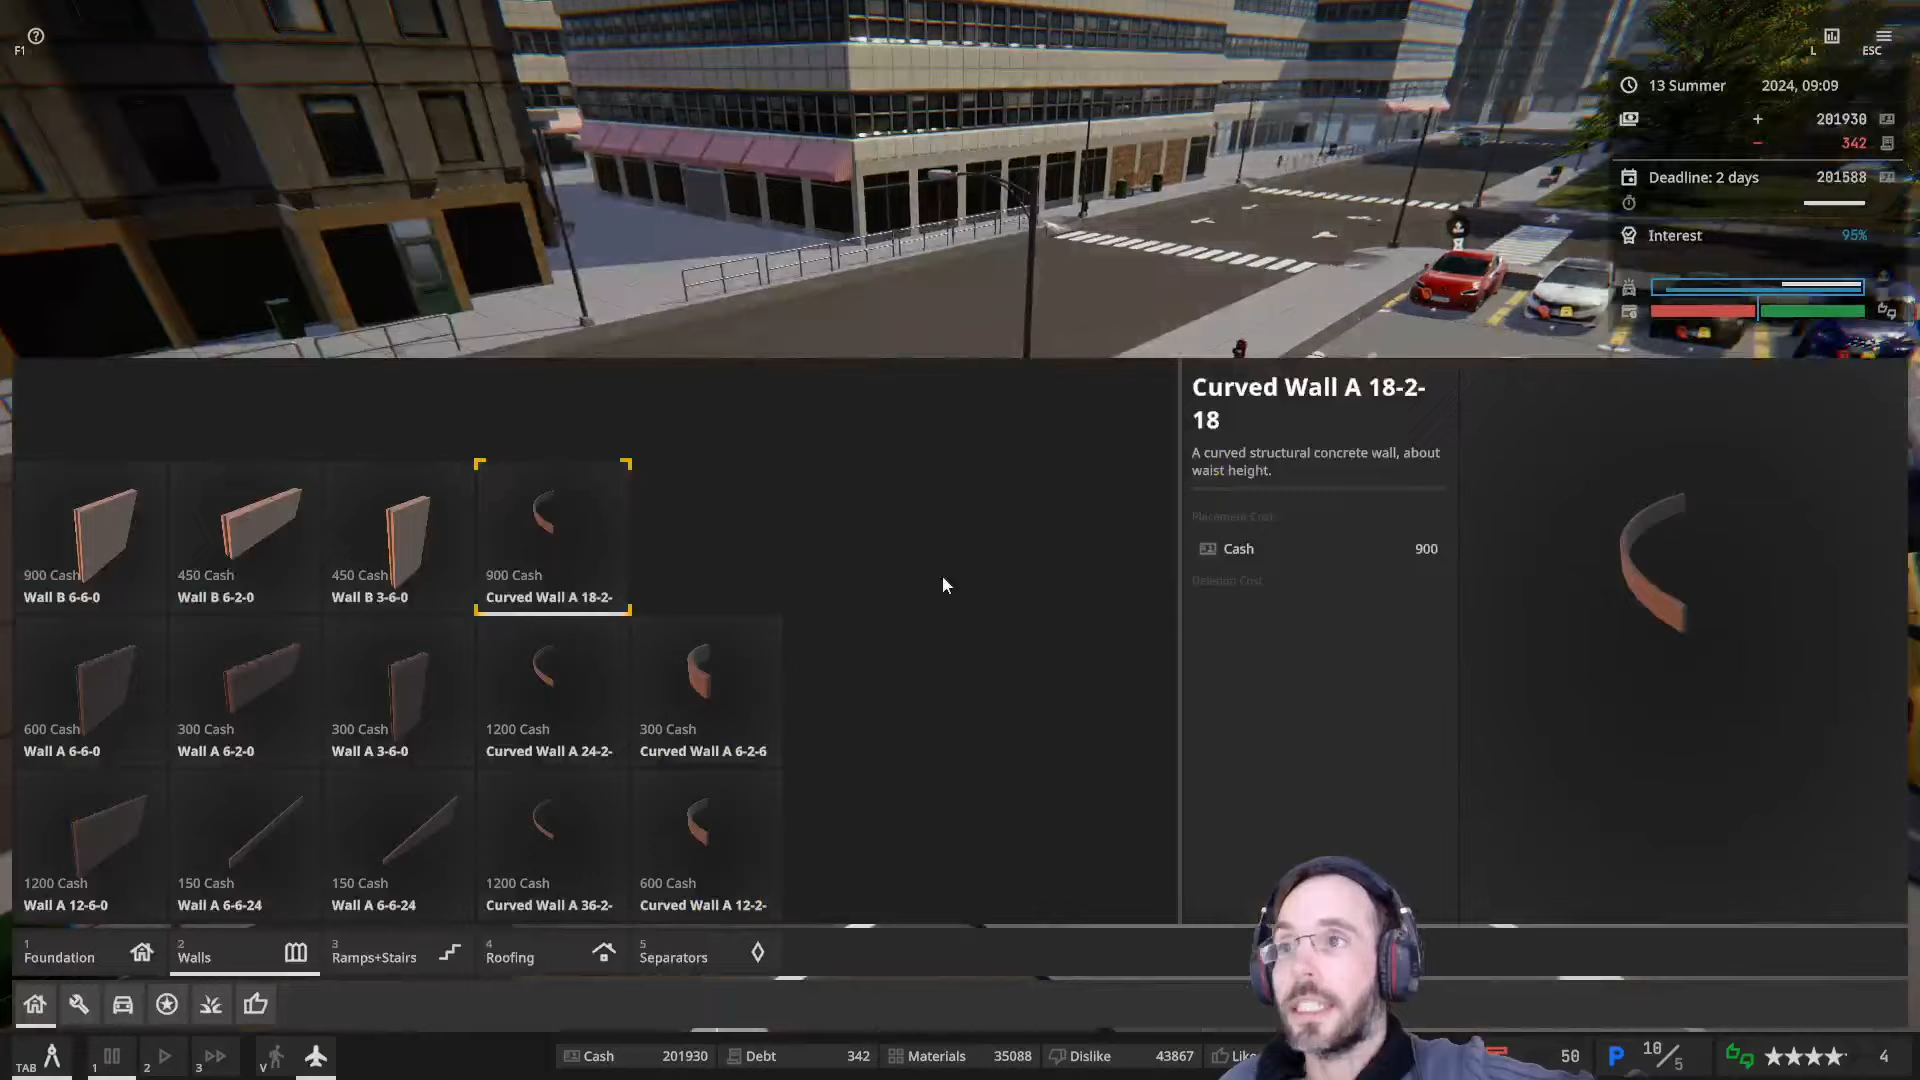 F1
L
ESC
13 Summer 2024, 09:09
+ 201930
- 342
Deadline: 2 days 201588
Interest 95%
Curved Wall A 18-2-
18
A curved structural concrete wall, about
waist height.
Placement Cost
Cash 900
Deletion Cost
900 Cash
Wall B 6-6-0
450 Cash
Wall B 6-2-0
450 Cash
Wall B 3-6-0
900 Cash
Curved Wall A 18-2-
600 Cash
Wall A 6-6-0
300 Cash
Wall A 6-2-0
300 Cash
Wall A 3-6-0
1200 Cash
Curved Wall A 24-2-
300 Cash
Curved Wall A 6-2-6
1200 Cash
Wall A 12-6-0
150 Cash
Wall A 6-6-24
150 Cash
Wall A 6-6-24
1200 Cash
Curved Wall A 36-2-
600 Cash
Curved Wall A 12-2-
1 Foundation
2 Walls
3 Ramps+Stairs
4 Roofing
5 Separators
TAB 1 2 3 V
Cash 201930 Debt 342 Materials 35088 Dislike 43867 Like 50 P 10/5 4